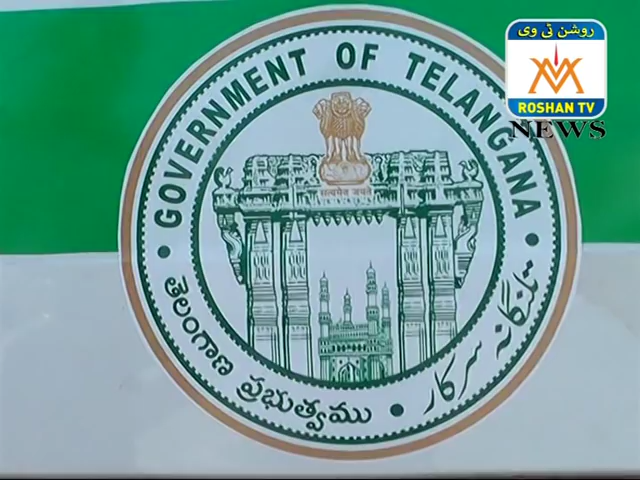 GOVERNMENT OF TELANGANA
తెలంగాణ ప్రభుత్వము
تلنگانہ سرکار
सत्यमेव जयते
روشن ٹی وی
ROSHAN TV
NEWS